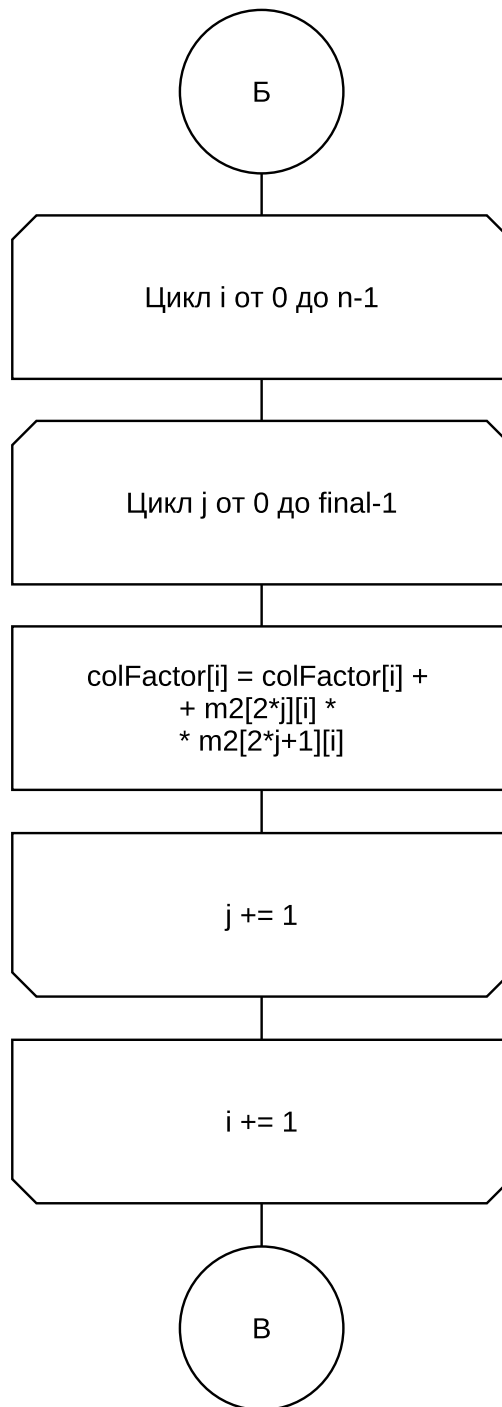 Б
Цикл i от 0 до n-1
Цикл j от 0 до final-1
colFactor[i] = colFactor[i] +
+ m2[2*j][i] *
* m2[2*j+1][i]
j += 1
i += 1
В